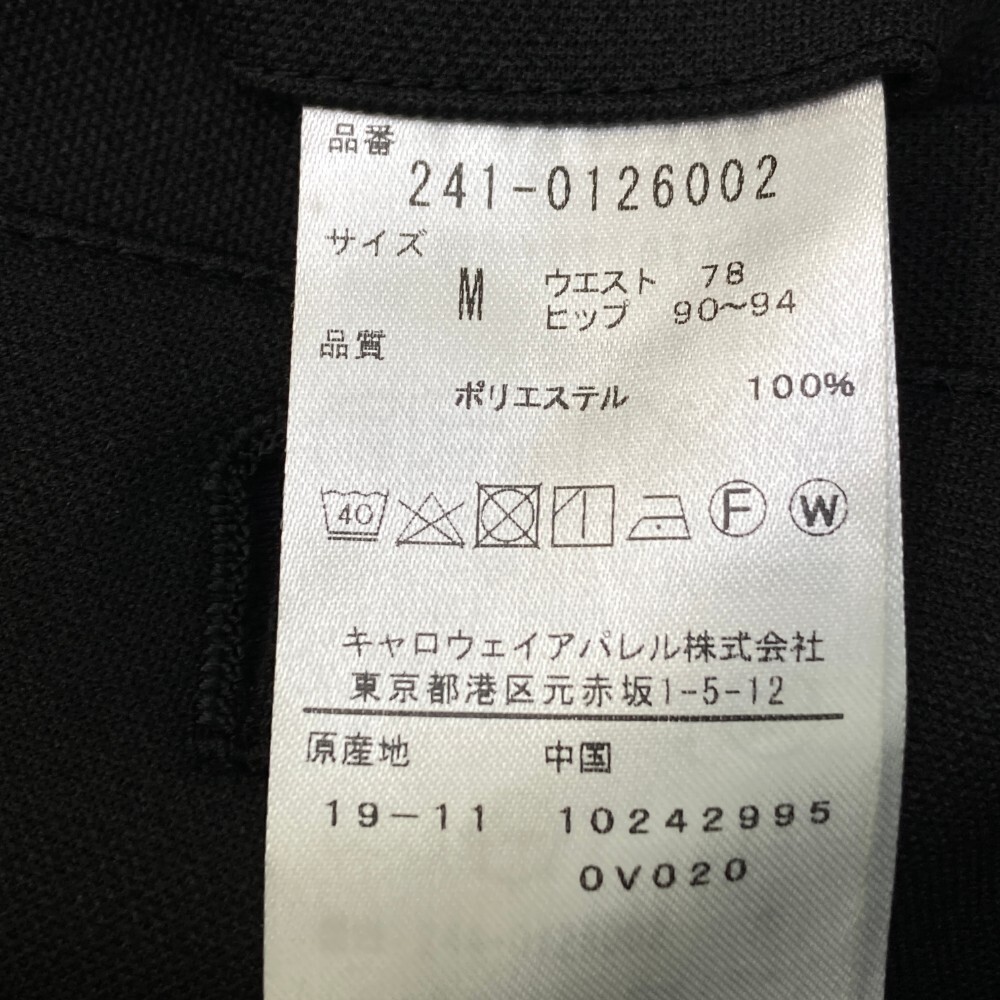 品番
241-0126002
サイズ
M ウエスト 78
ヒップ 90〜94
品質
ポリエステル 100%
40 F W
キャロウェイアパレル株式会社
東京都港区元赤坂1-5-12
原産地 中国
19-11 10242995
0V020